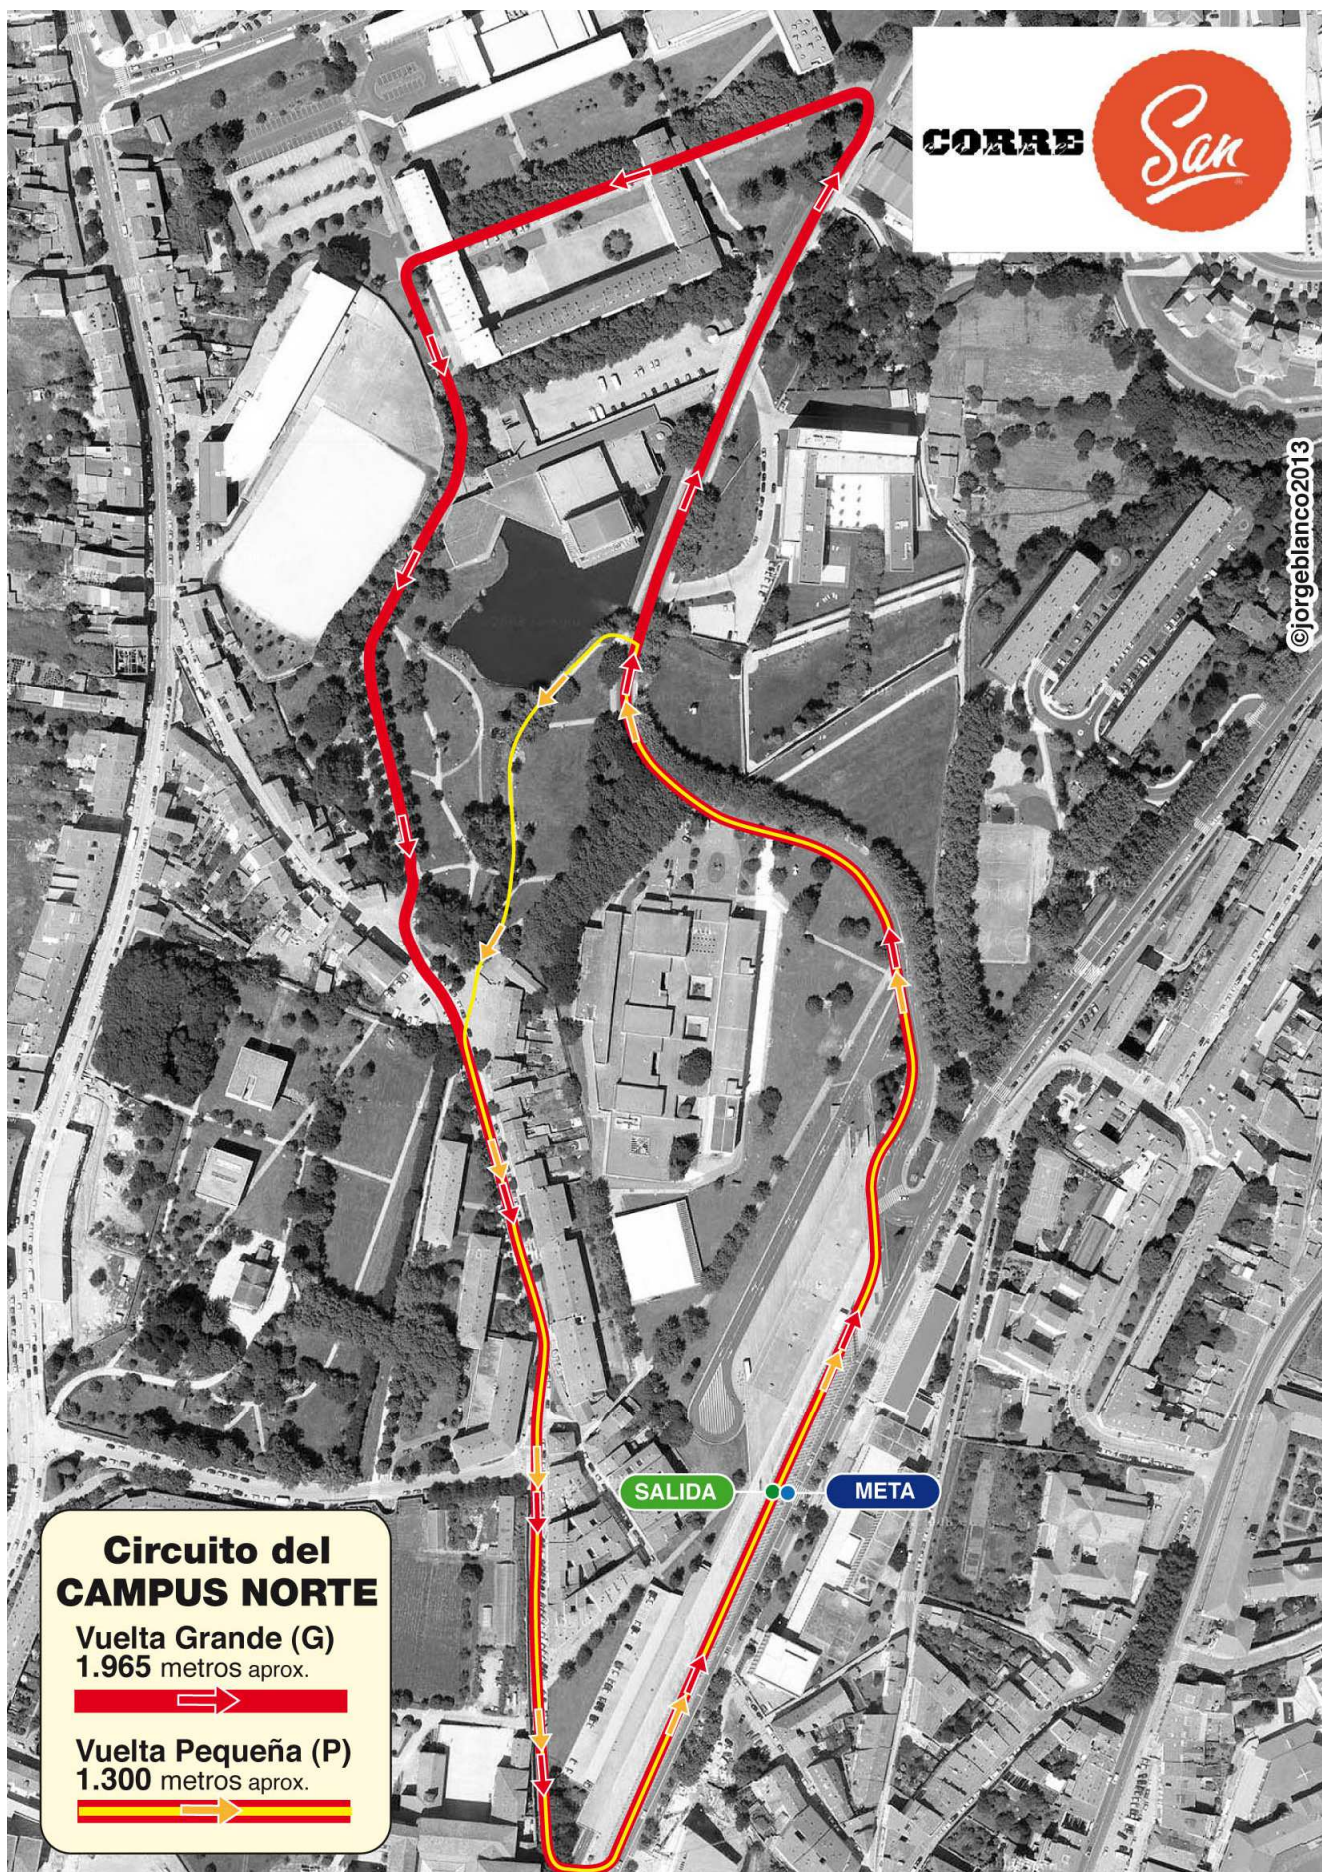 CORRE
San
©jorgeblanco2013
SALIDA
META
Circuito del
CAMPUS NORTE
Vuelta Grande (G)
1.965 metros aprox.
Vuelta Pequeña (P)
1.300 metros aprox.